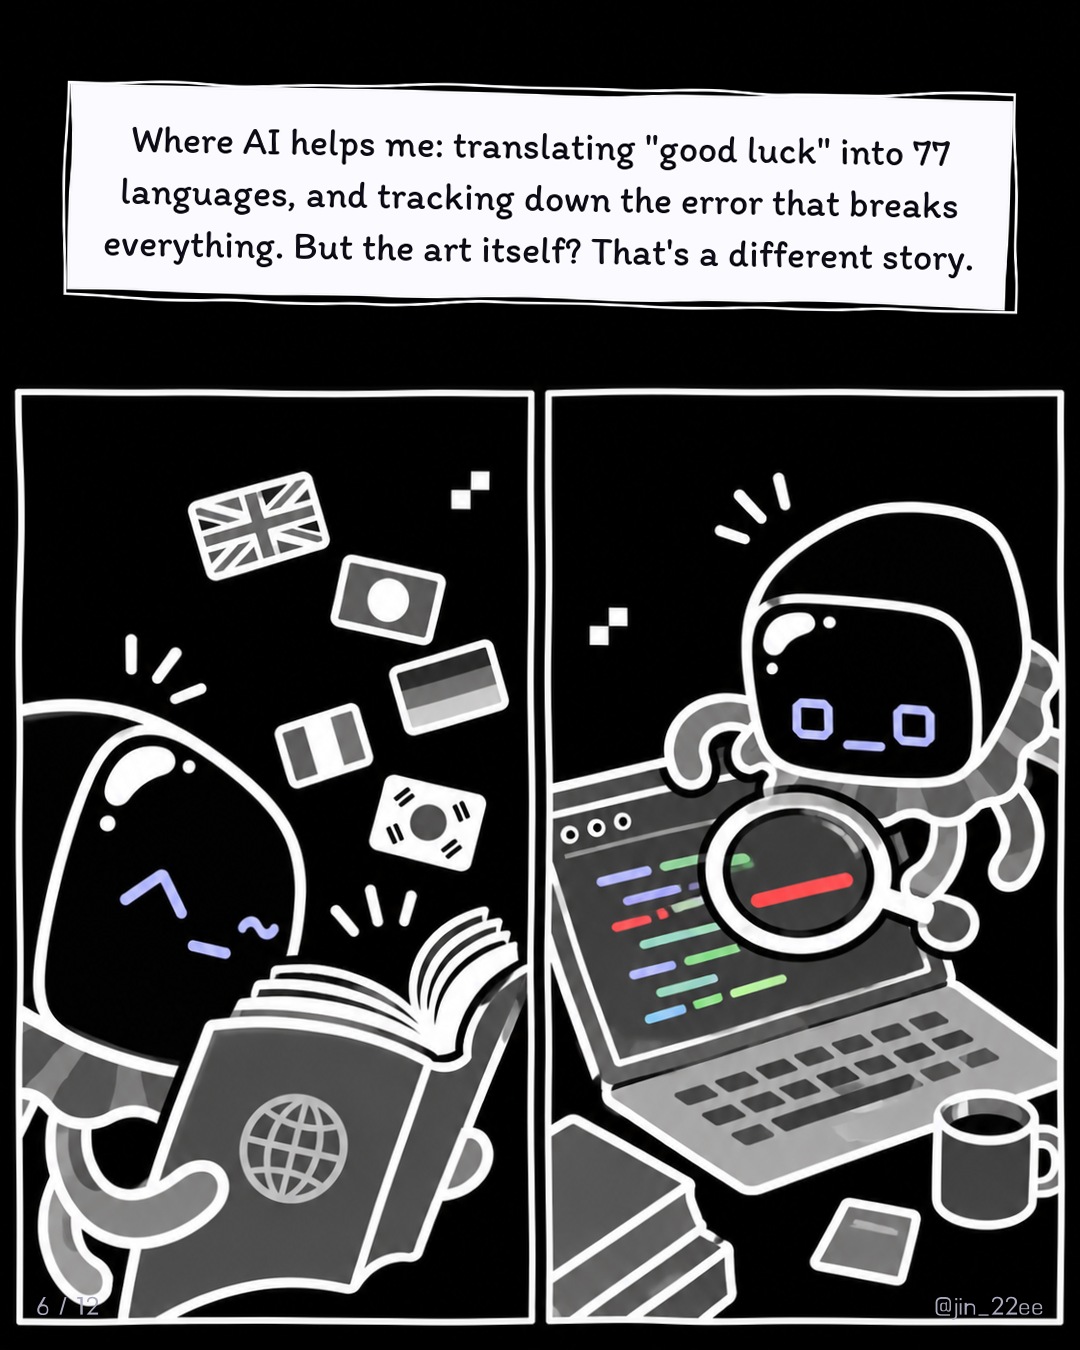 Where AI helps me: translating "good luck" into 77
languages, and tracking down the error that breaks
everything. But the art itself? That's a different story.
6 / 12
@jin_22ee